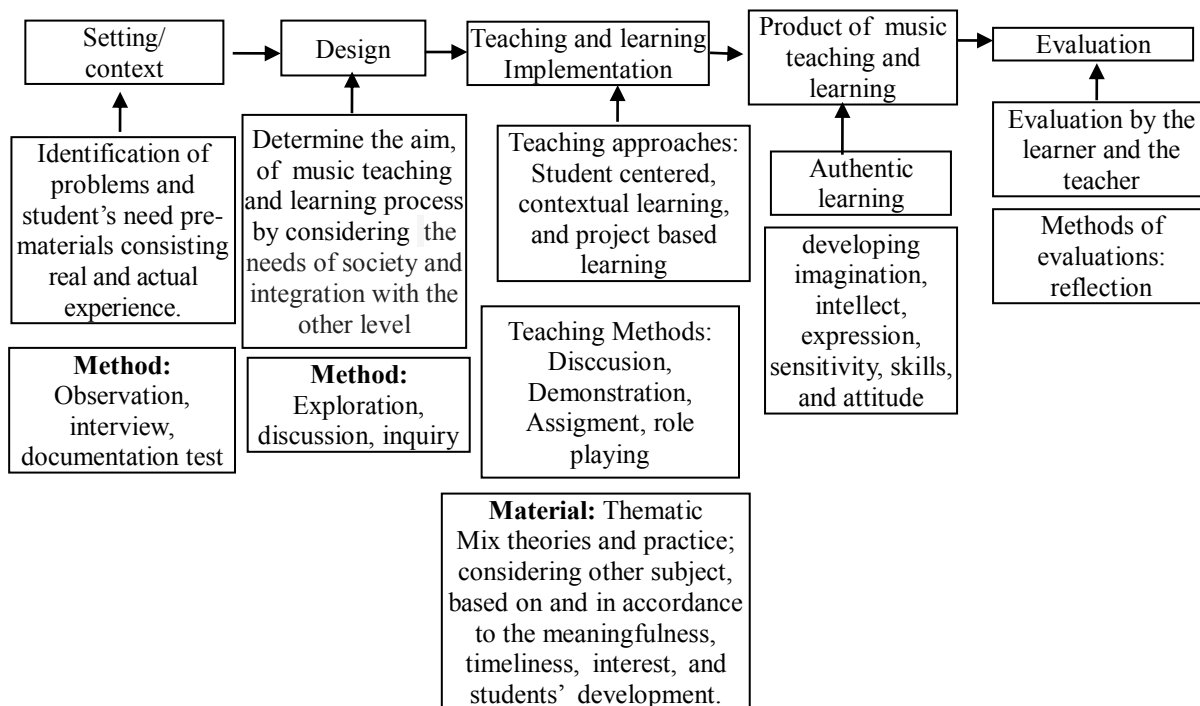 Setting/
context
Design
Teaching and learning
Implementation
Product of music
teaching and
learning
Evaluation
Identification of
problems and
student’s need pre-
materials consisting
real and actual
experience.
Method:
Observation,
interview,
documentation test
Determine the aim,
of music teaching
and learning process
by considering the
needs of society and
integration with the
other level
Method:
Exploration,
discussion, inquiry
Teaching approaches:
Student centered,
contextual learning,
and project based
learning
Teaching Methods:
Disccusion,
Demonstration,
Assigment, role
playing
Material: Thematic
Mix theories and practice;
considering other subject,
based on and in accordance
to the meaningfulness,
timeliness, interest, and
students’ development.
Authentic
learning
developing
imagination,
intellect,
expression,
sensitivity, skills,
and attitude
Evaluation by the
learner and the
teacher
Methods of
evaluations:
reflection